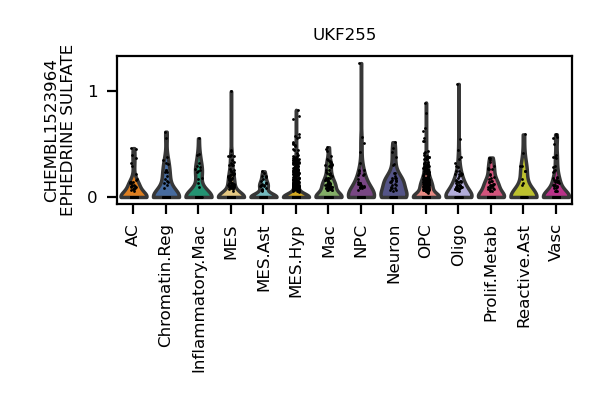 UKF255
CHEMBL1523964
EPHEDRINE SULFATE
1
0
AC
Chromatin.Reg
Inflammatory.Mac
MES
MES.Ast
MES.Hyp
Mac
NPC
Neuron
OPC
Oligo
Prolif.Metab
Reactive.Ast
Vasc